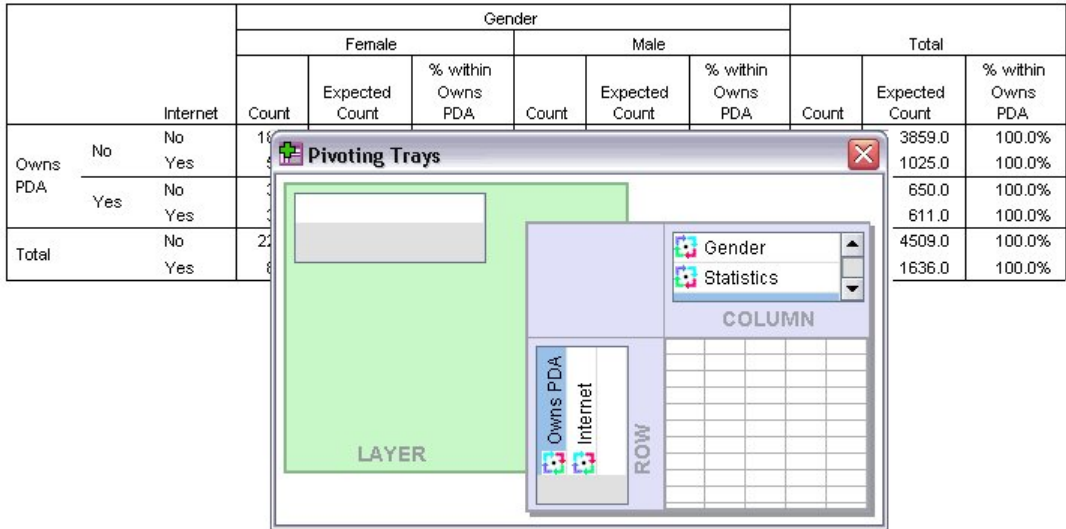 Gender
Female Male Total
Internet Count Expected Count % within Owns PDA Count Expected Count % within Owns PDA Count Expected Count % within Owns PDA
Owns PDA No No 3859.0 100.0%
Yes 1025.0 100.0%
Yes No 650.0 100.0%
Yes 611.0 100.0%
Total No 4509.0 100.0%
Yes 1636.0 100.0%
Pivoting Trays
Gender
Statistics
COLUMN
Owns PDA
Internet
ROW
LAYER